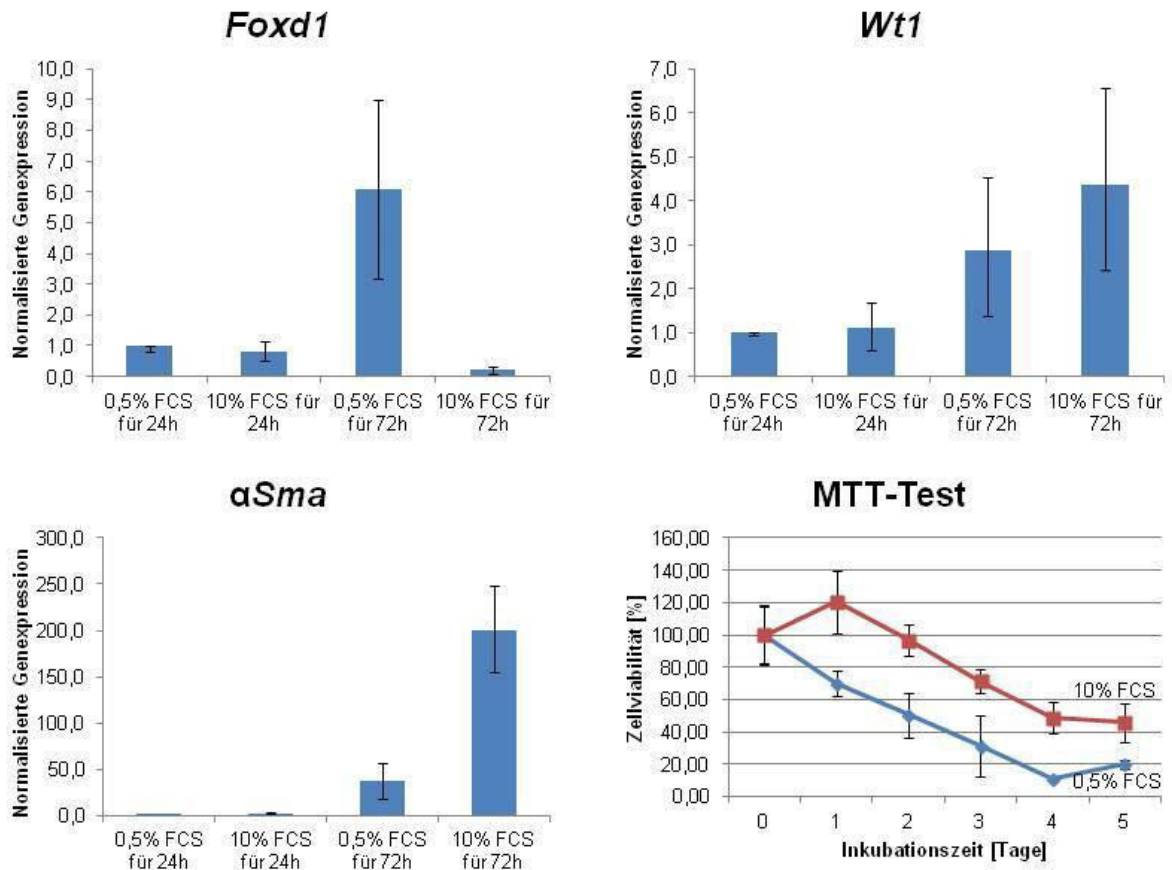 Foxd1
Normalisierte Genexpression
10,0
9,0
8,0
7,0
6,0
5,0
4,0
3,0
2,0
1,0
0,0
0,5% FCS 10% FCS für 0,5% FCS 10% FCS für
für 24h 24h für 72h 72h
Wt1
Normalisierte Genexpression
7,0
6,0
5,0
4,0
3,0
2,0
1,0
0,0
0,5% FCS 10% FCS für 0,5% FCS 10% FCS für
für 24h 24h für 72h 72h
αSma
Normalisierte Genexpression
300,0
250,0
200,0
150,0
100,0
50,0
0,0
0,5% FCS 10% FCS 0,5% FCS 10% FCS
für 24h für 24h für 72h für 72h
MTT-Test
Zellviabilität [%]
160,00
140,00
120,00
100,00
80,00
60,00
40,00
20,00
0,00
10% FCS
0,5% FCS
0 1 2 3 4 5
Inkubationszeit [Tage]